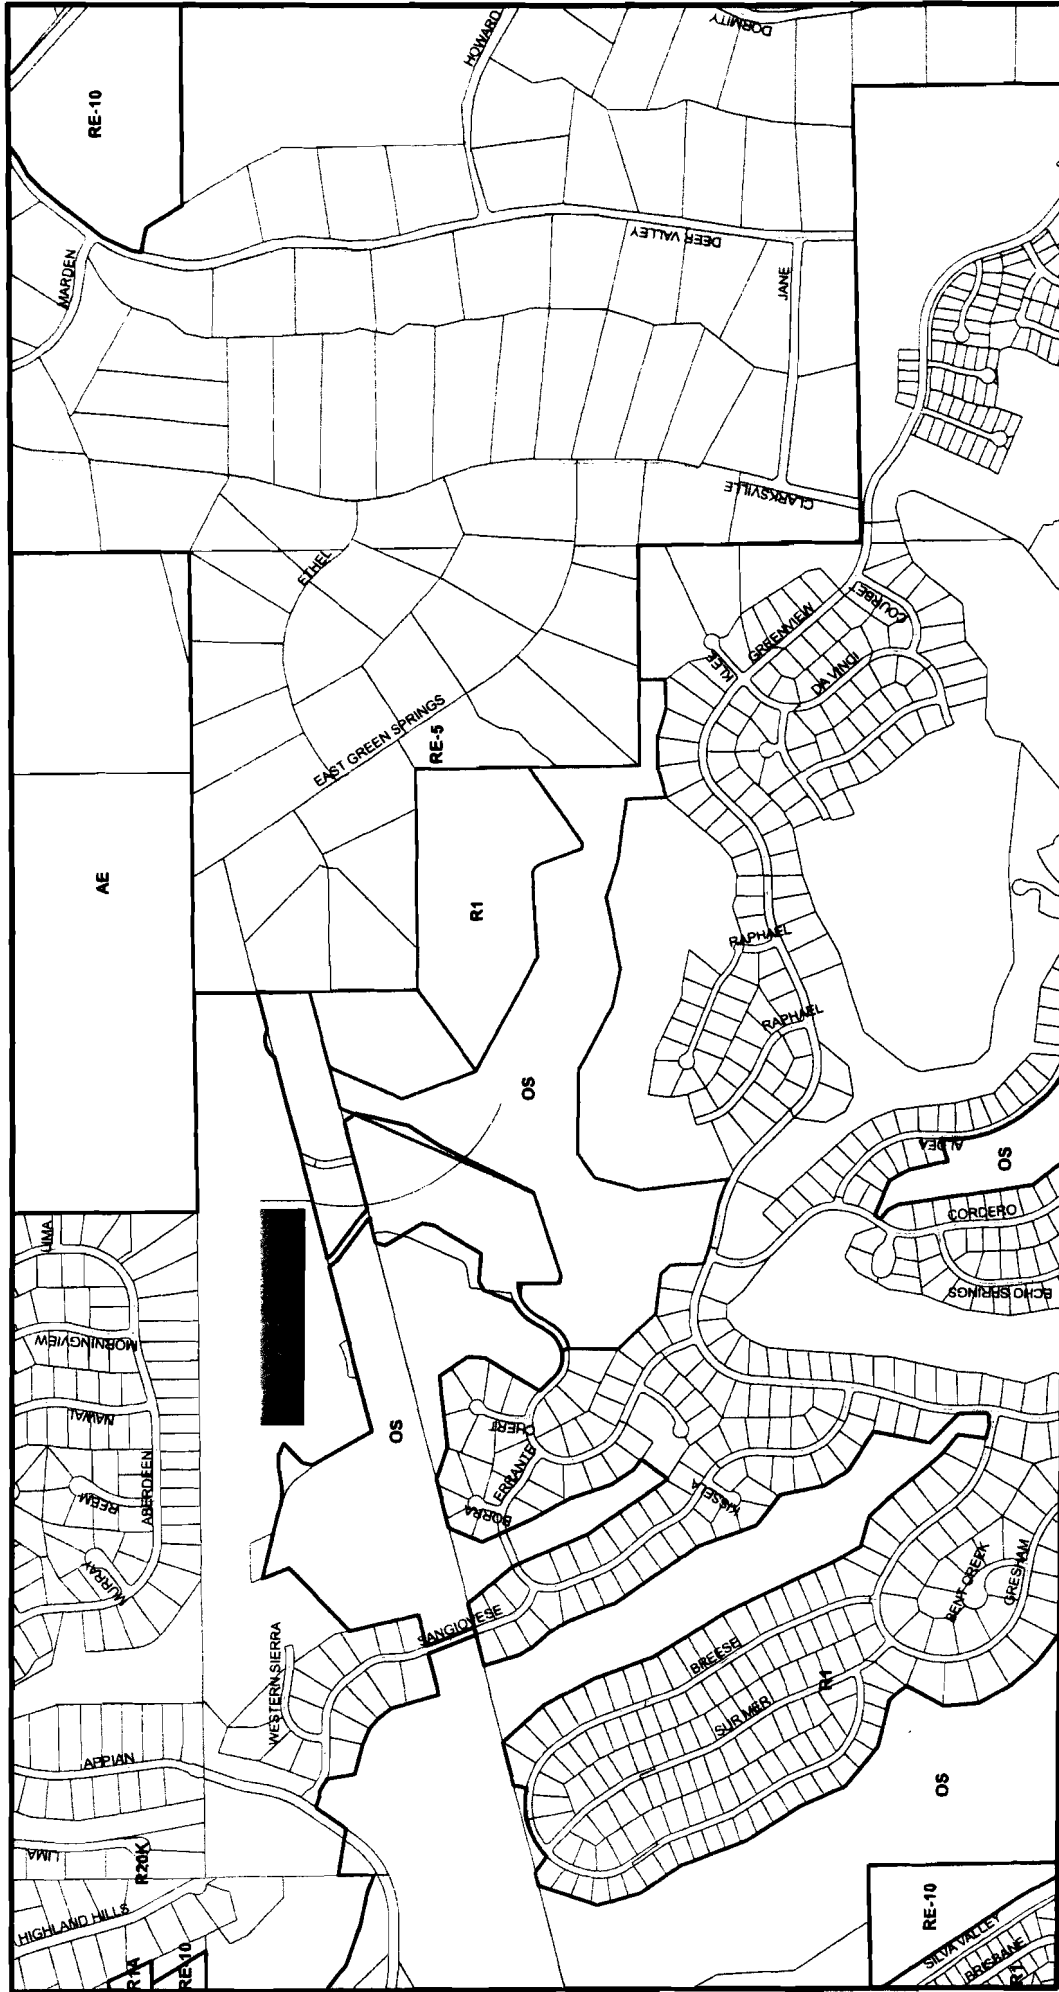 RE-10
HOWARD
DORMITY
MARDEN
DEER VALLEY
JANE
CLARKSVILLE
ETHEL
EAST GREEN SPRINGS
RE-5
KLEE
GREENVIEW
COURBET
DA VINCI
AE
R1
RAPHAEL
RAPHAEL
OS
ALDEA
OS
CORDERO
ECHO SPRINGS
LIMA
MORNINGVIEW
NAWAL
REEM
ABERDEEN
MURRAY
OS
CHERT
ERRANTE
BORRA
KISSELA
SANGIOVESE
WESTERN SIERRA
BREESE
SUR MER
R1
BENT CREEK
GRESHAM
OS
APPIAN
LIMA
R20K
HIGHLAND HILLS
R1A
RE-10
RE-10
SILVA VALLEY
BRISBANE
R1